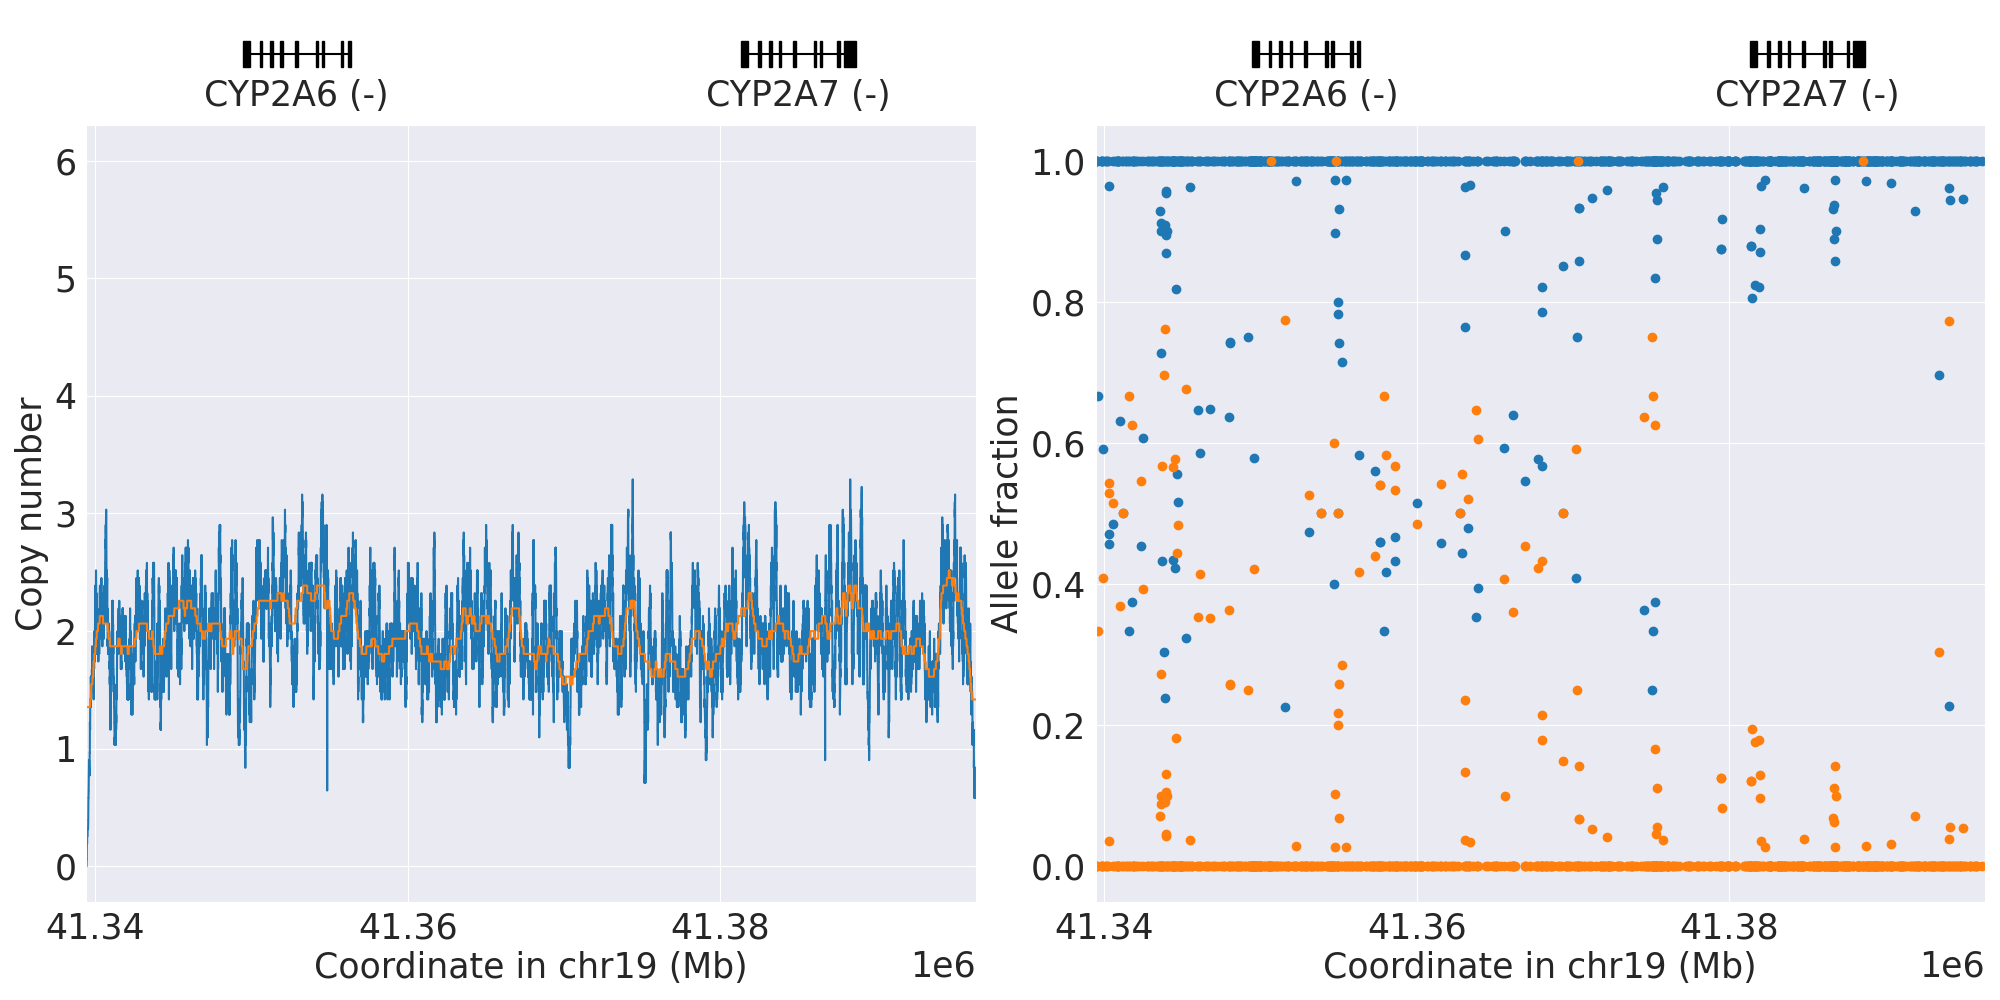 CYP2A6 (-)
CYP2A7 (-)
Copy number
6
5
4
3
2
1
0
41.34
41.36
41.38
Coordinate in chr19 (Mb)
1e6
CYP2A6 (-)
CYP2A7 (-)
Allele fraction
1.0
0.8
0.6
0.4
0.2
0.0
41.34
41.36
41.38
Coordinate in chr19 (Mb)
1e6